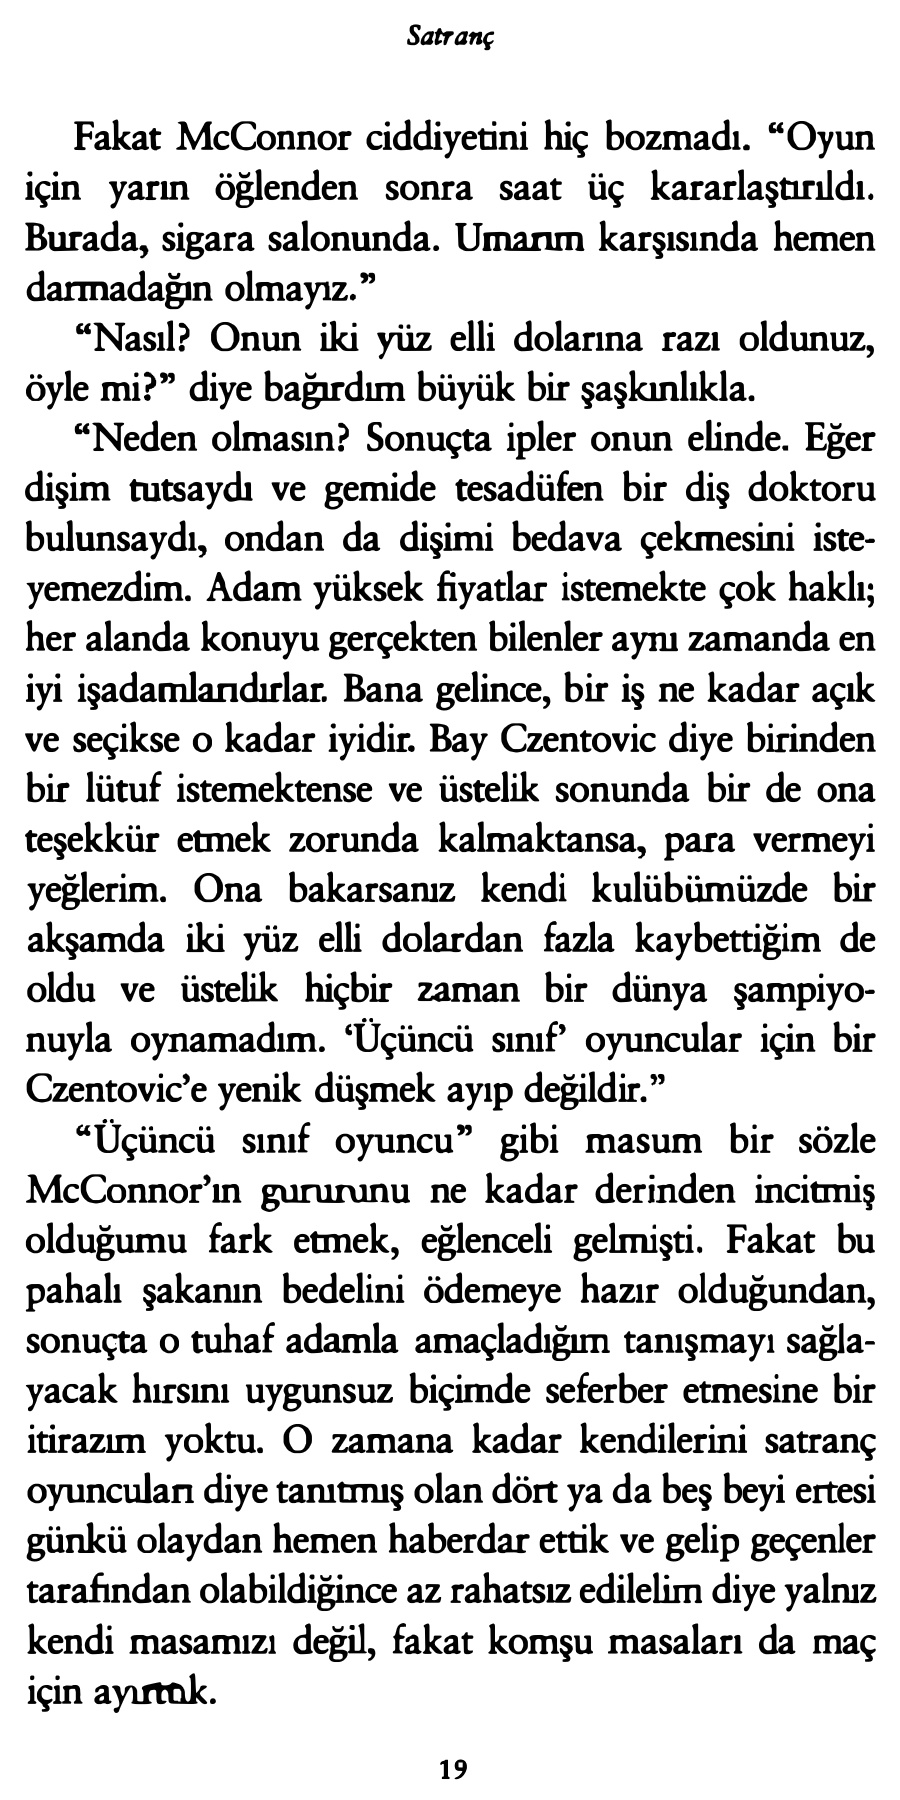 Satranç
Fakat McConnor ciddiyetini hiç bozmadı. “Oyun
için yarın öğlenden sonra saat üç kararlaştırıldı.
Burada, sigara salonunda. Umarım karşısında hemen
darmadağın olmayız.”
“Nasıl? Onun iki yüz elli dolarına razı oldunuz,
öyle mi?” diye bağırdım büyük bir şaşkınlıkla.
“Neden olmasın? Sonuçta ipler onun elinde. Eğer
dişim tutsaydı ve gemide tesadüfen bir diş doktoru
bulunsaydı, ondan da dişimi bedava çekmesini iste-
yemezdim. Adam yüksek fiyatlar istemekte çok haklı;
her alanda konuyu gerçekten bilenler aynı zamanda en
iyi işadamlarıdırlar. Bana gelince, bir iş ne kadar açık
ve seçikse o kadar iyidir. Bay Czentovic diye birinden
bir lütuf istemektense ve üstelik sonunda bir de ona
teşekkür etmek zorunda kalmaktansa, para vermeyi
yeğlerim. Ona bakarsanız kendi kulübümüzde bir
akşamda iki yüz elli dolardan fazla kaybettiğim de
oldu ve üstelik hiçbir zaman bir dünya şampiyo-
nuyla oynamadım. ‘Üçüncü sınıf’ oyuncular için bir
Czentovic’e yenik düşmek ayıp değildir.”
“Üçüncü sınıf oyuncu” gibi masum bir sözle
McConnor’ın gururunu ne kadar derinden incitmiş
olduğumu fark etmek, eğlenceli gelmişti. Fakat bu
pahalı şakanın bedelini ödemeye hazır olduğundan,
sonuçta o tuhaf adamla amaçladığım tanışmayı sağla-
yacak hırsını uygunsuz biçimde seferber etmesine bir
itirazım yoktu. O zamana kadar kendilerini satranç
oyuncuları diye tanıtmış olan dört ya da beş beyi ertesi
günkü olaydan hemen haberdar ettik ve gelip geçenler
tarafından olabildiğince az rahatsız edilelim diye yalnız
kendi masamızı değil, fakat komşu masaları da maç
için ayırttık.
19